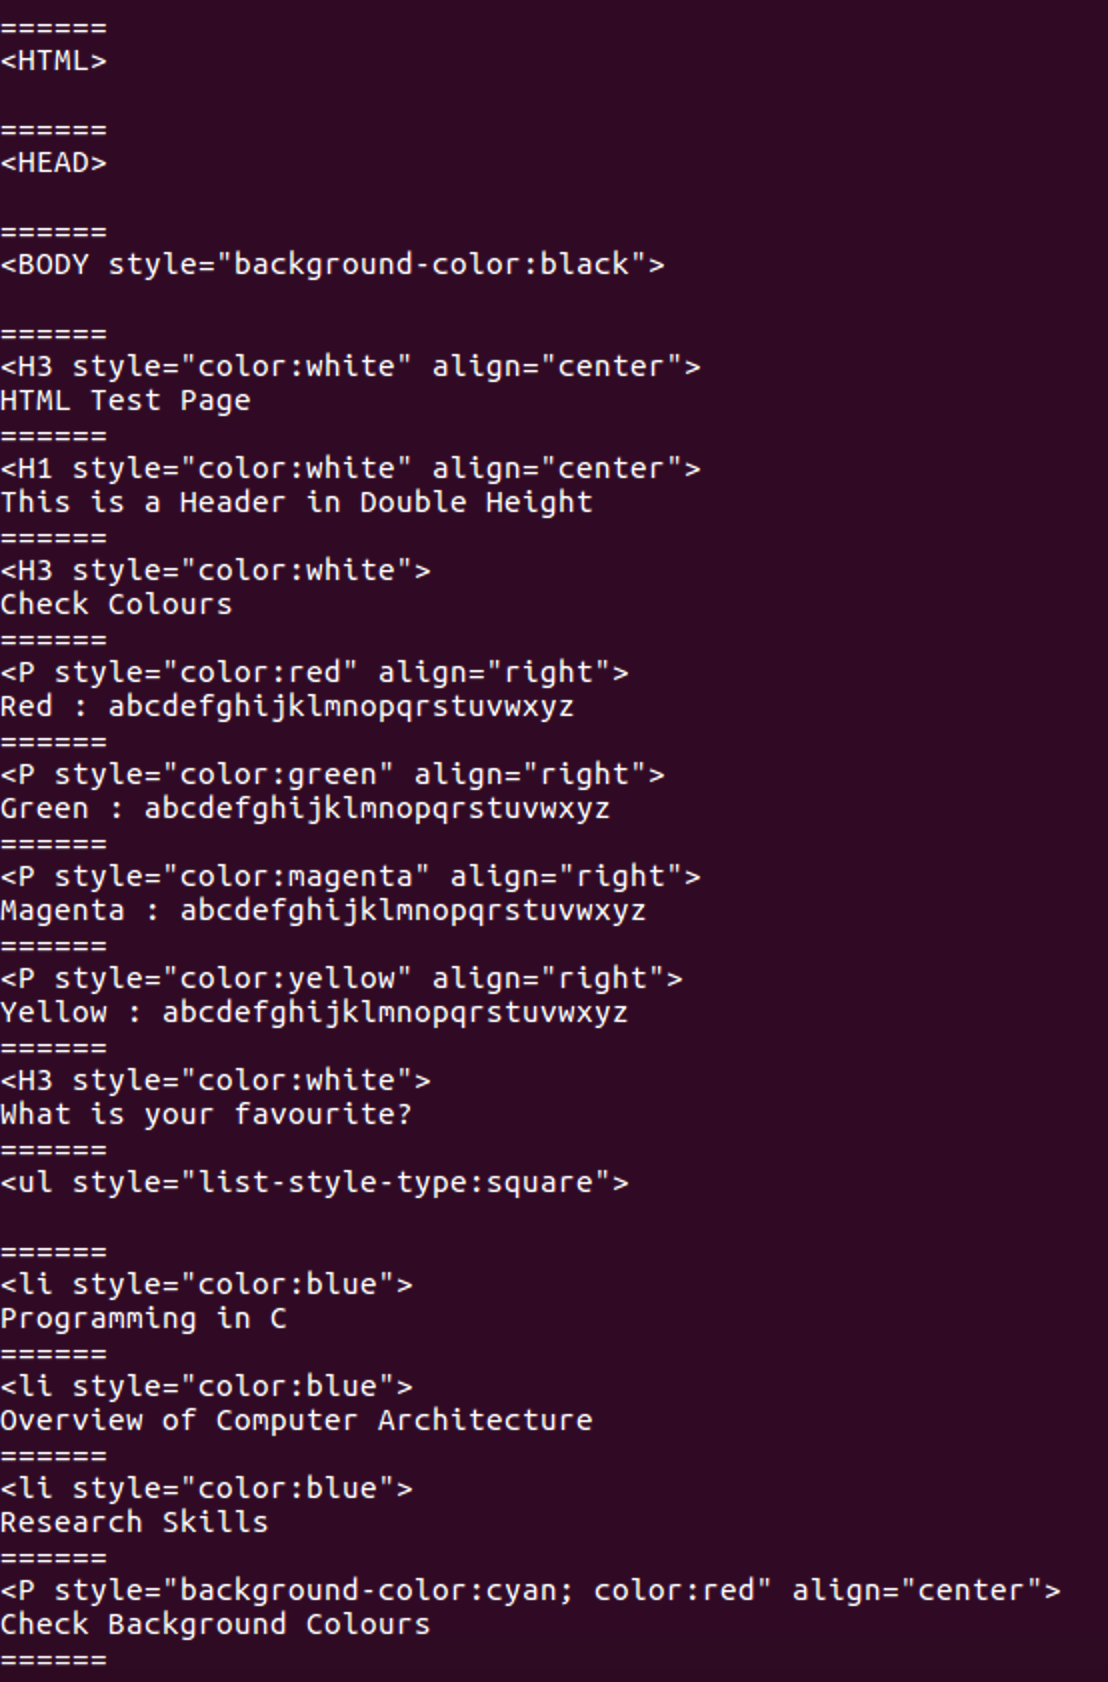 ======
<HTML>
======
<HEAD>
======
<BODY style="background-color:black">
======
<H3 style="color:white" align="center">
HTML Test Page
======
<H1 style="color:white" align="center">
This is a Header in Double Height
======
<H3 style="color:white">
Check Colours
======
<P style="color:red" align="right">
Red : abcdefghijklmnopqrstuvwxyz
======
<P style="color:green" align="right">
Green : abcdefghijklmnopqrstuvwxyz
======
<P style="color:magenta" align="right">
Magenta : abcdefghijklmnopqrstuvwxyz
======
<P style="color:yellow" align="right">
Yellow : abcdefghijklmnopqrstuvwxyz
======
<H3 style="color:white">
What is your favourite?
======
<ul style="list-style-type:square">
======
<li style="color:blue">
Programming in C
======
<li style="color:blue">
Overview of Computer Architecture
======
<li style="color:blue">
Research Skills
======
<P style="background-color:cyan; color:red" align="center">
Check Background Colours
======